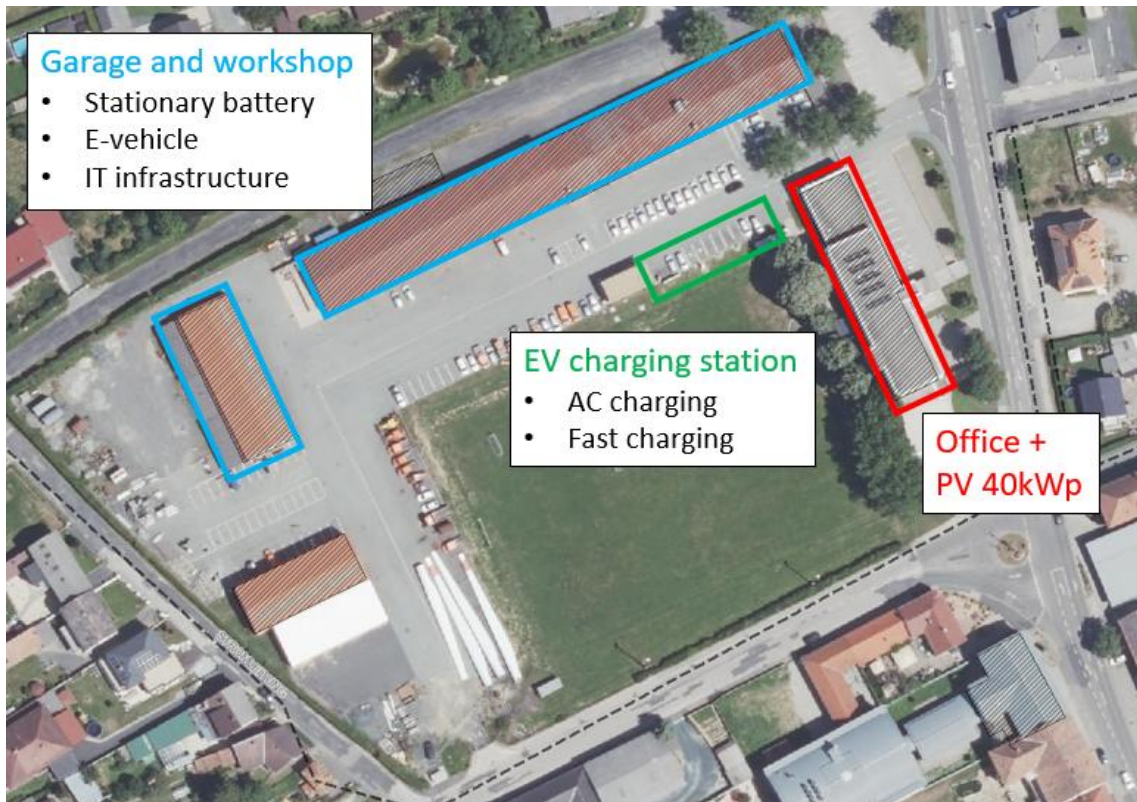 Garage and workshop
• Stationary battery
• E-vehicle
• IT infrastructure
EV charging station
• AC charging
• Fast charging
Office +
PV 40kWp